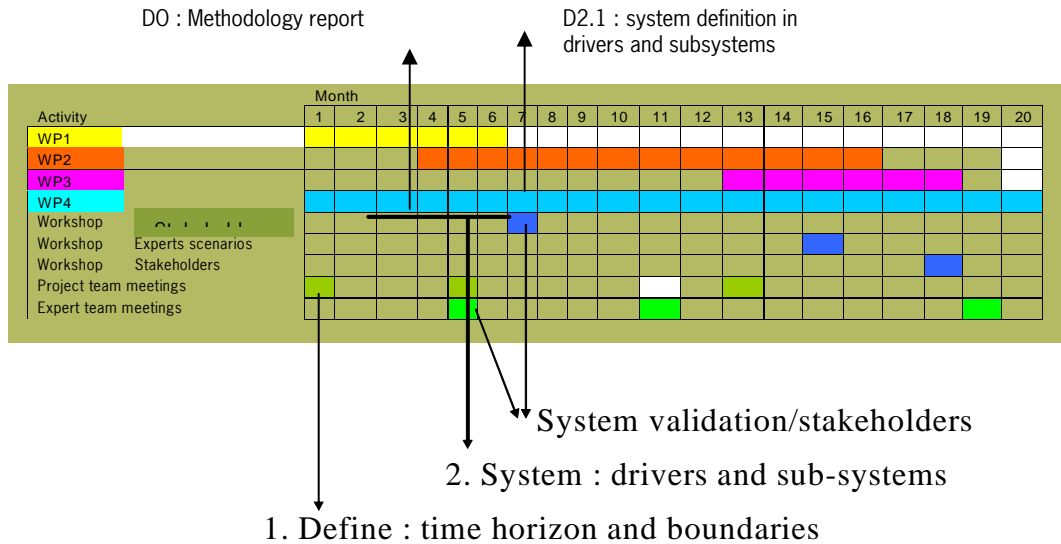 DO : Methodology report
D2.1 : system definition in
drivers and subsystems
Month
Activity 1 2 3 4 5 6 7 8 9 10 11 12 13 14 15 16 17 18 19 20
WP1
WP2
WP3
WP4
Workshop
Workshop Experts scenarios
Workshop Stakeholders
Project team meetings
Expert team meetings
System validation/stakeholders
2. System : drivers and sub-systems
1. Define : time horizon and boundaries